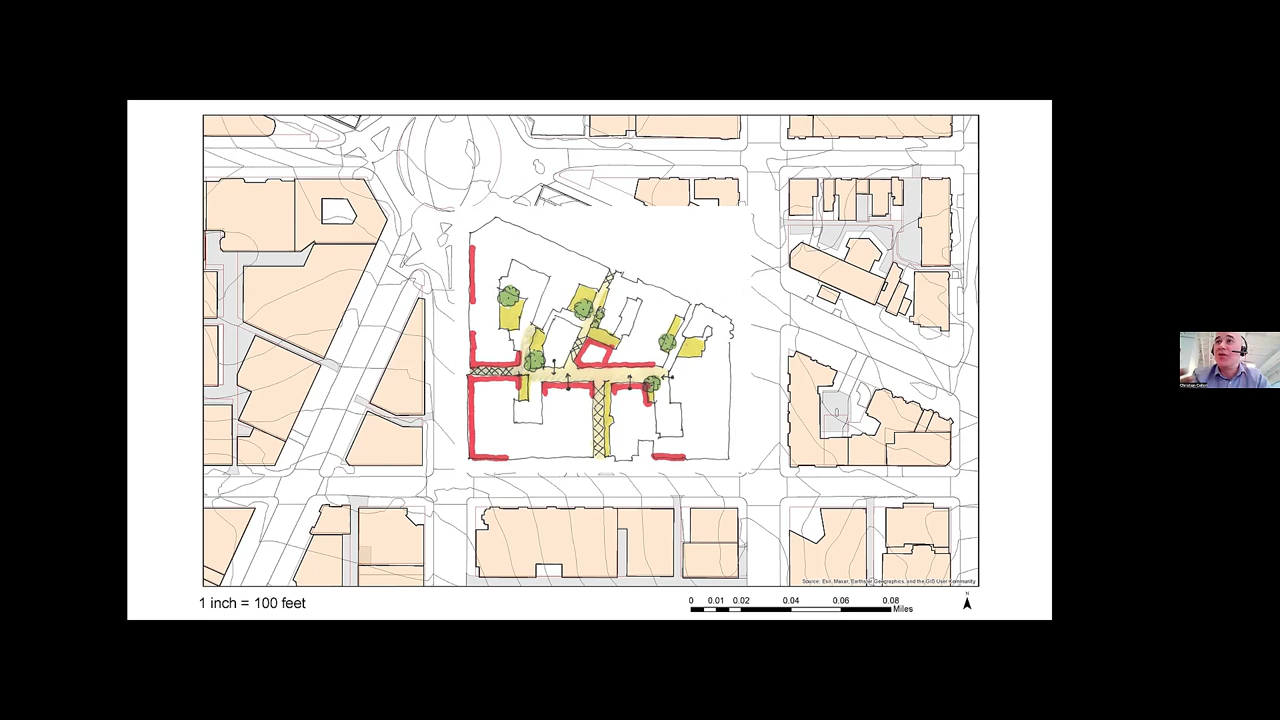 Source: Esri, Maxar, Earthstar Geographics, and the GIS User Community
1 inch = 100 feet
0 0.01 0.02 0.04 0.06 0.08
Miles
N